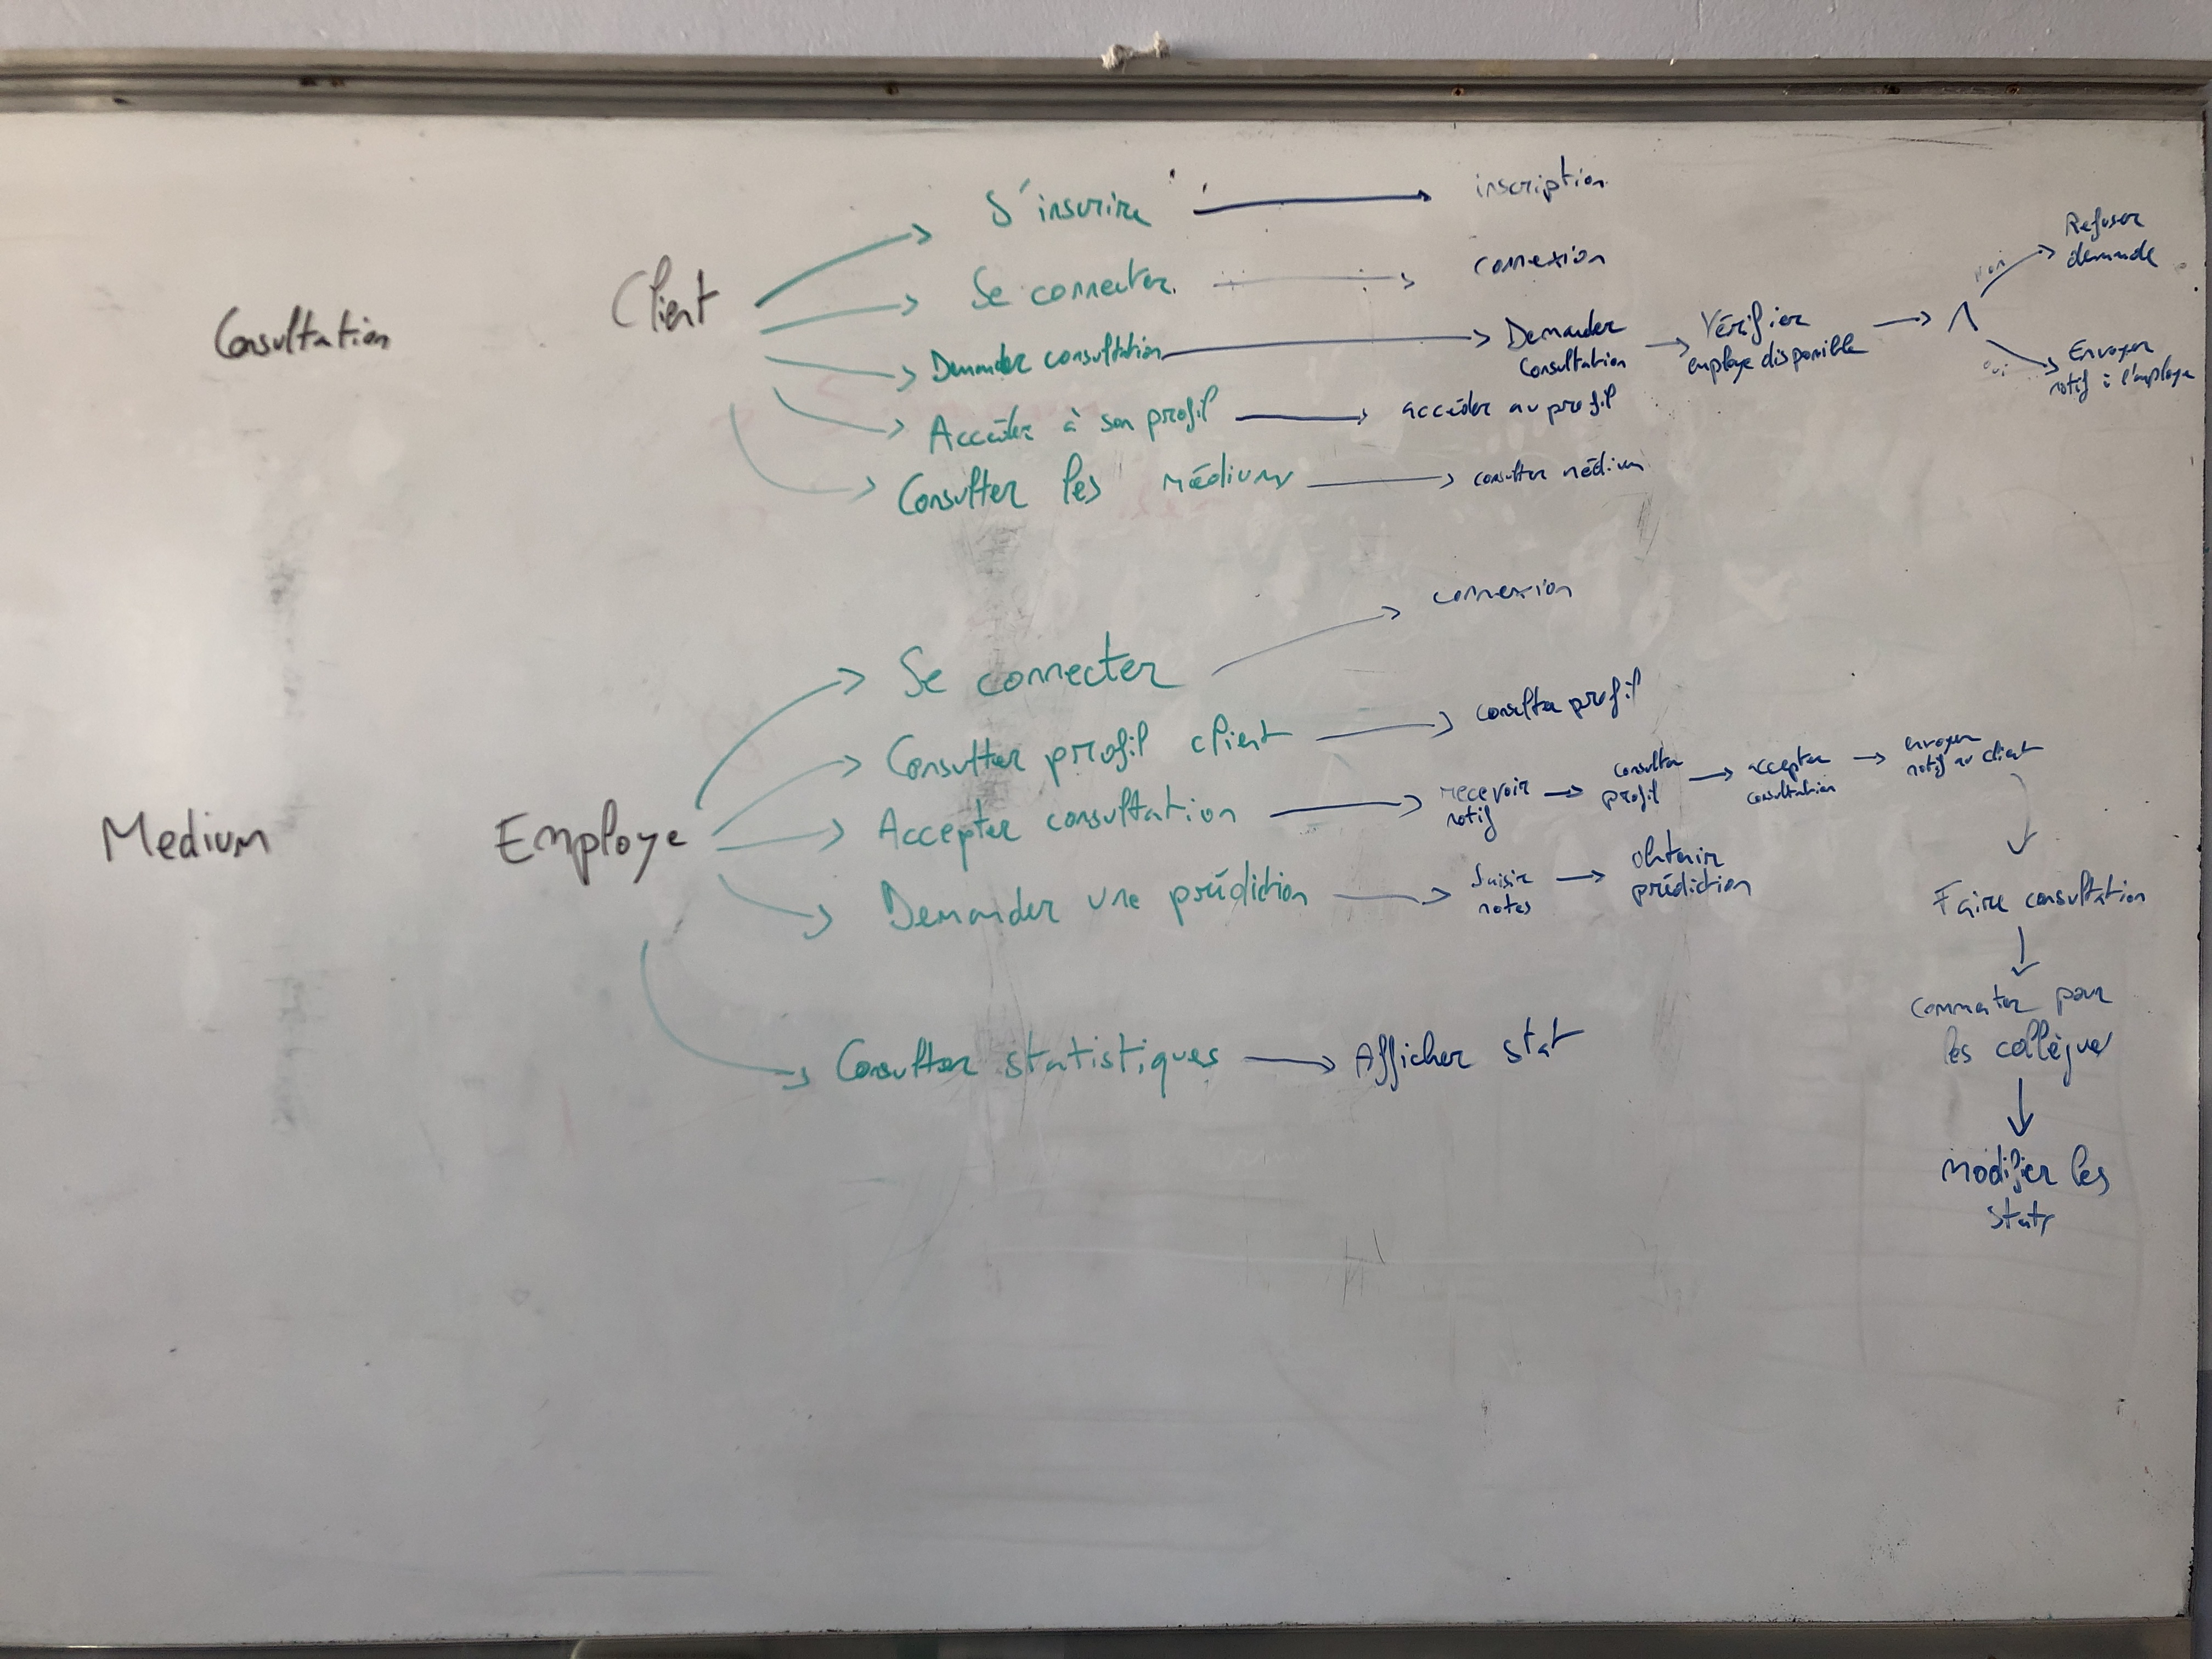 Consultation
Client
S'inscrire
inscription
Se connecter
connexion
Demander consultation
Demander
Consultation
Vérifier
employe disponible
non
Refuser
demande
oui
Envoyer
notif à l'employe
Accéder à son profil
accéder au profil
Consulter les médiums
consulter médium
Medium
Employe
Se connecter
connexion
Consulter profil client
consulter profil
Accepter consultation
recevoir
notif
consulter
profil
accepter
consultation
envoyer
notif au client
Faire consultation
commenter pour
les collègues
modifier les
stats
Demander une prédiction
Saisir
notes
obtenir
prédiction
Consulter statistiques
Afficher stat